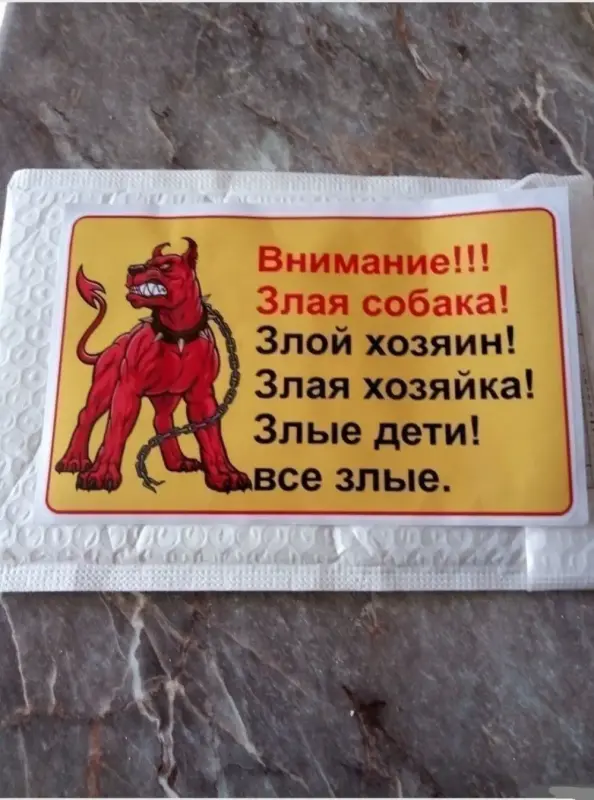 Внимание!!!
Злая собака!
Злой хозяин!
Злая хозяйка!
Злые дети!
все злые.